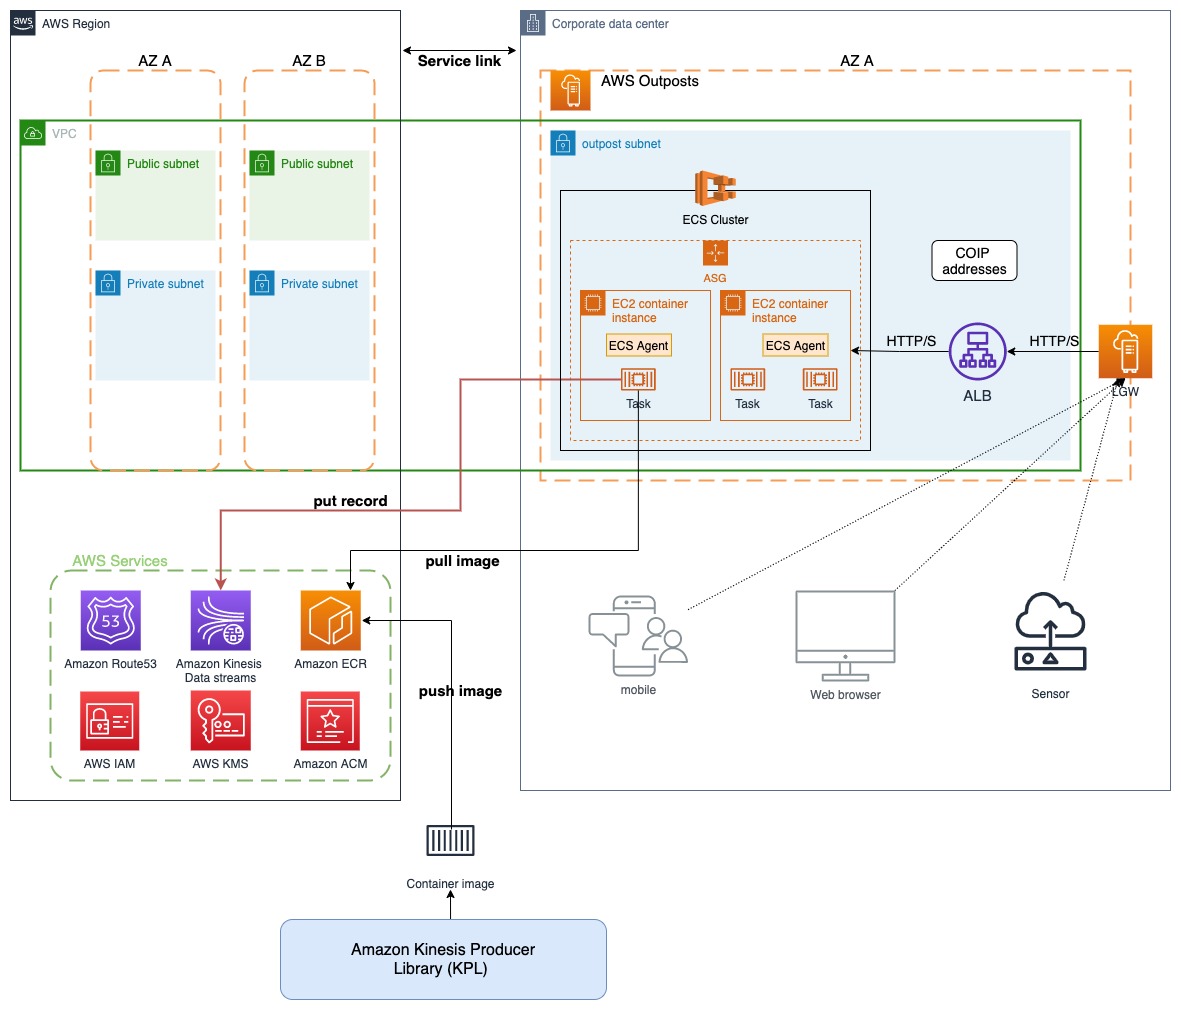 aws
AWS Region
Corporate data center
AZ A
AZ B
Service link
AZ A
AWS Outposts
VPC
outpost subnet
Public subnet
Public subnet
ECS Cluster
COIP
addresses
Private subnet
Private subnet
ASG
EC2 container
instance
EC2 container
instance
ECS Agent
ECS Agent
HTTP/S
HTTP/S
Task
Task
Task
ALB
LGW
put record
pull image
AWS Services
53
Amazon Route53
Amazon Kinesis
Data streams
Amazon ECR
mobile
Web browser
Sensor
push image
AWS IAM
AWS KMS
Amazon ACM
Container image
Amazon Kinesis Producer
Library (KPL)